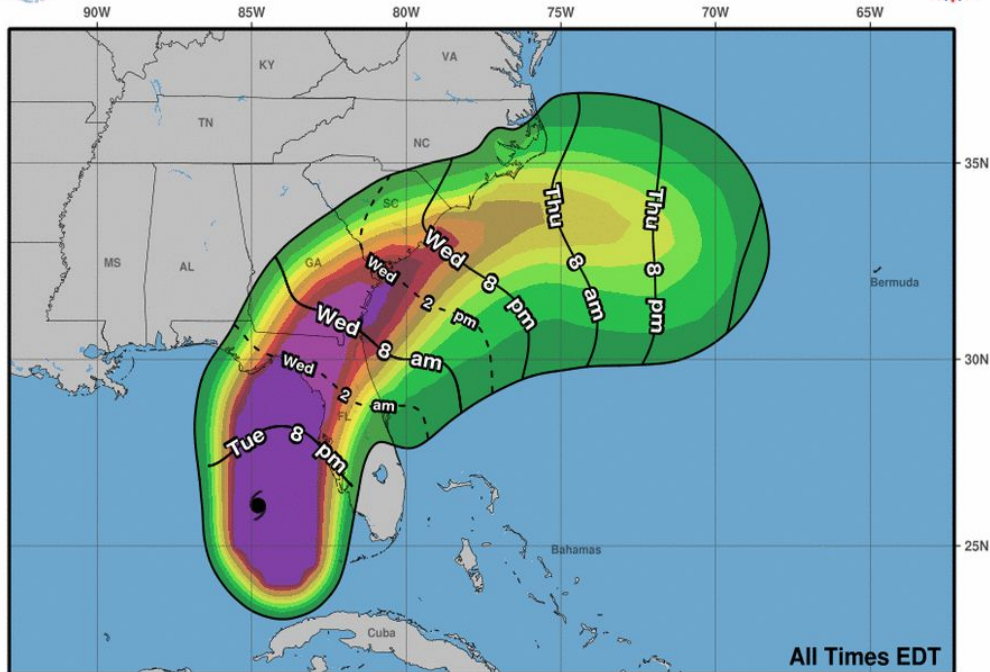 90W 85W 80W 75W 70W 65W
KY
VA
TN
NC
35N
SC
MS
AL
GA
Thu 8 am
Thu 8 pm
Wed 8 pm
Wed 2 pm
Bermuda
Wed 8 am
30N
Wed 2 am
FL
Tue 8 pm
25N
Bahamas
Cuba
All Times EDT